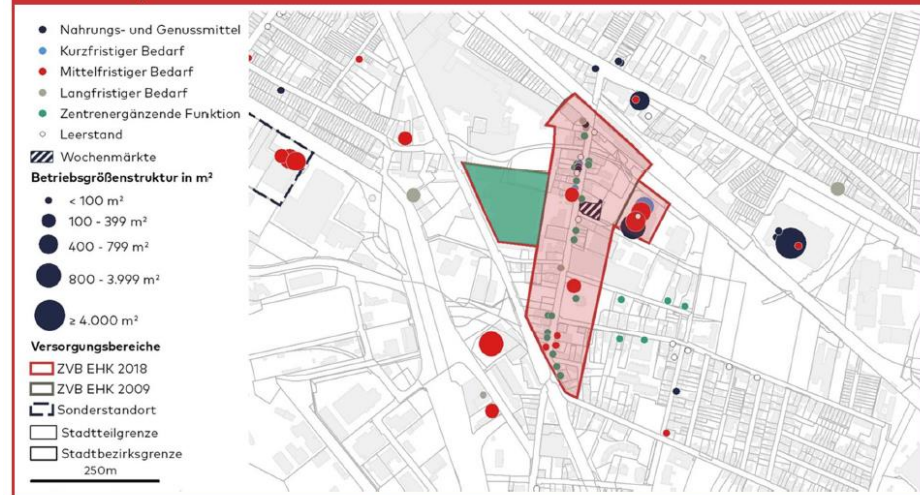 Nahrungs- und Genussmittel
Kurzfristiger Bedarf
Mittelfristiger Bedarf
Langfristiger Bedarf
Zentrenergänzende Funktion
Leerstand
Wochenmärkte
Betriebsgrößenstruktur in m²
< 100 m²
100 - 399 m²
400 - 799 m²
800 - 3.999 m²
≥ 4.000 m²
Versorgungsbereiche
ZVB EHK 2018
ZVB EHK 2009
Sonderstandort
Stadtteilgrenze
Stadtbezirksgrenze
250m